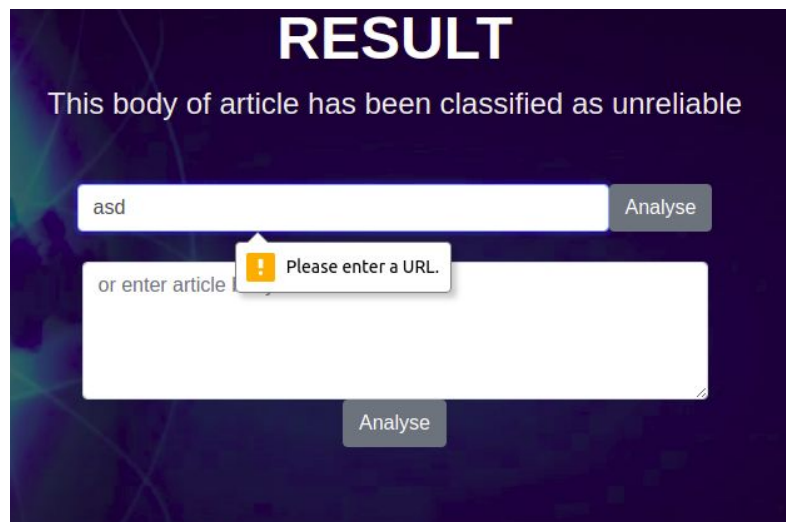 RESULT
This body of article has been classified as unreliable
asd
Analyse
Please enter a URL.
or enter article
Analyse